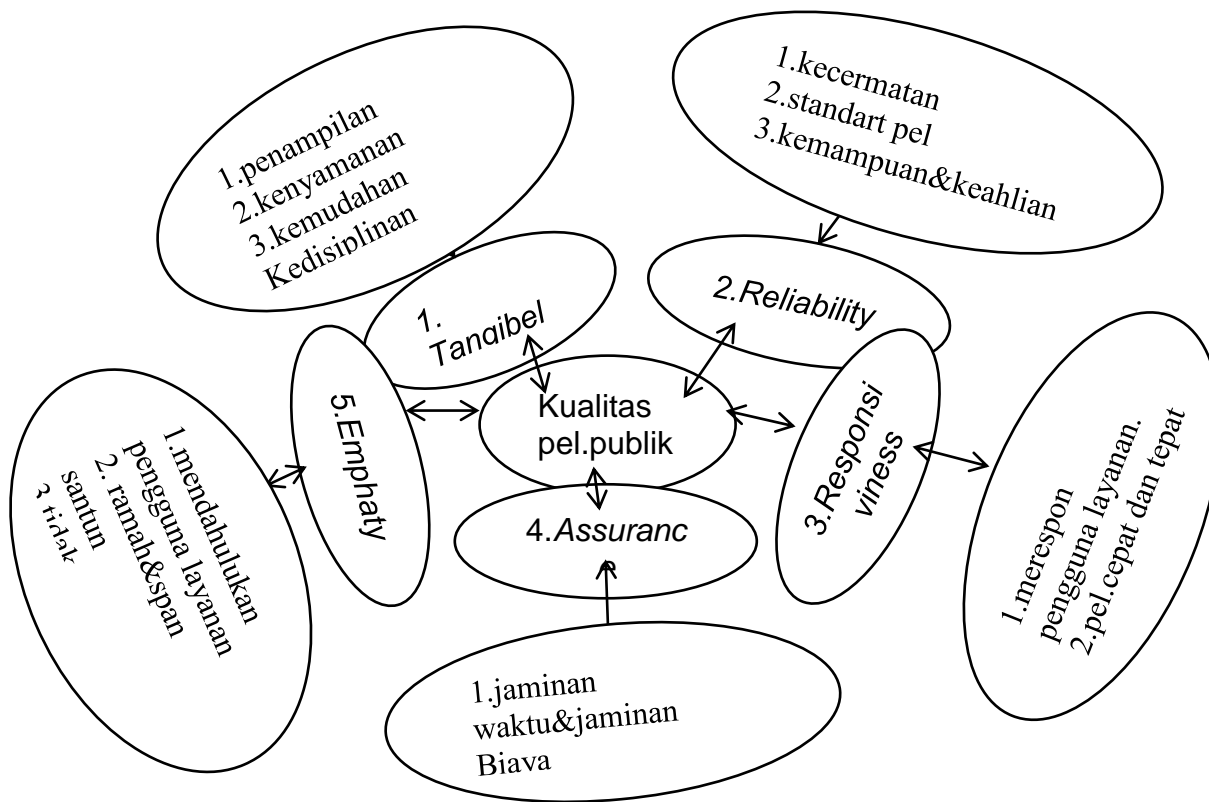 1.penampilan
2.kenyamanan
3.kemudahan
Kedisiplinan
1.kecermatan
2.standart pel
3.kemampuan&keahlian
1.
Tangibel
2.Reliability
5.Emphaty
Kualitas
pel.publik
3.Responsi
viness
4.Assuranc
1.mendahulukan
pengguna layanan
2. ramah&span
santun
3.tidak
1.merespon
pengguna layanan.
2.pel.cepat dan tepat
1.jaminan
waktu&jaminan
Biaya